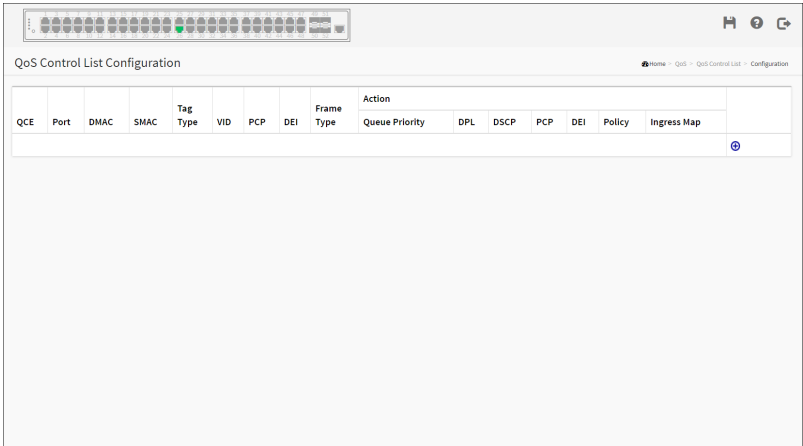 QoS Control List Configuration
Home > QoS > QoS Control List > Configuration
QCE Port DMAC SMAC Tag Type VID PCP DEI Frame Type Action
Queue Priority DPL DSCP PCP DEI Policy Ingress Map